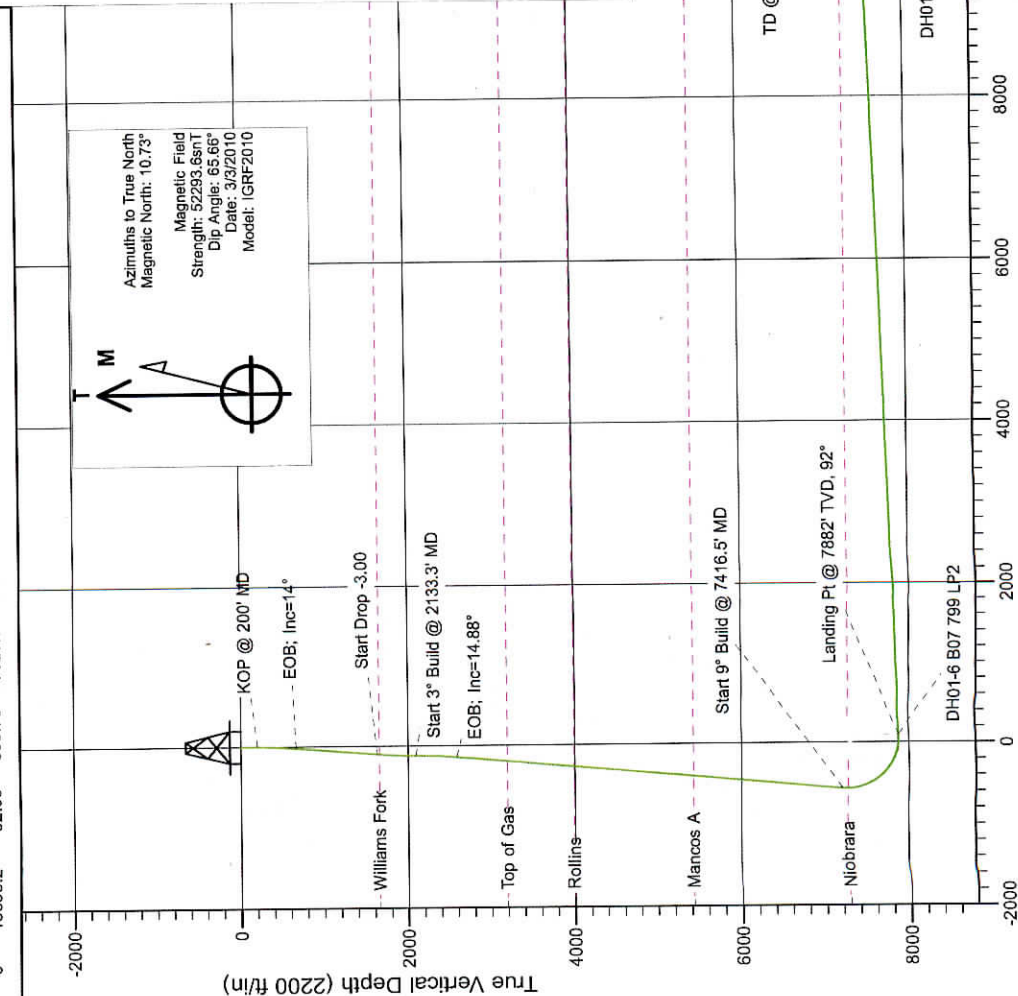 T
M
Azimuths to True North
Magnetic North: 10.73°
Magnetic Field
Strength: 52293.6snT
Dip Angle: 65.66°
Date: 3/3/2010
Model: IGRF2010
True Vertical Depth (2200 ft/in)
-2000
0
2000
4000
6000
8000
KOP @ 200' MD
EOB; Inc=14°
Start Drop -3.00
Start 3° Build @ 2133.3' MD
EOB; Inc=14.88°
Start 9° Build @ 7416.5' MD
Landing Pt @ 7882' TVD, 92°
DH01-6 B07 799 LP2
Williams Fork
Top of Gas
Rollins
Mancos A
Niobrara
TD @
DH01
-2000
0
2000
4000
6000
8000